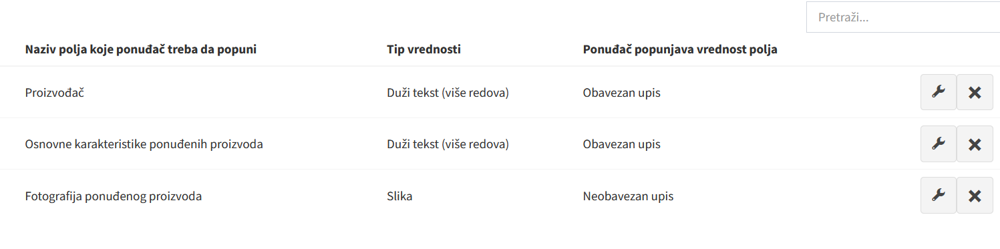 Pretraži...
Naziv polja koje ponuđač treba da popuni Tip vrednosti Ponuđač popunjava vrednost polja
Proizvođač Duži tekst (više redova) Obavezan upis
Osnovne karakteristike ponuđenih proizvoda Duži tekst (više redova) Obavezan upis
Fotografija ponuđenog proizvoda Slika Neobavezan upis